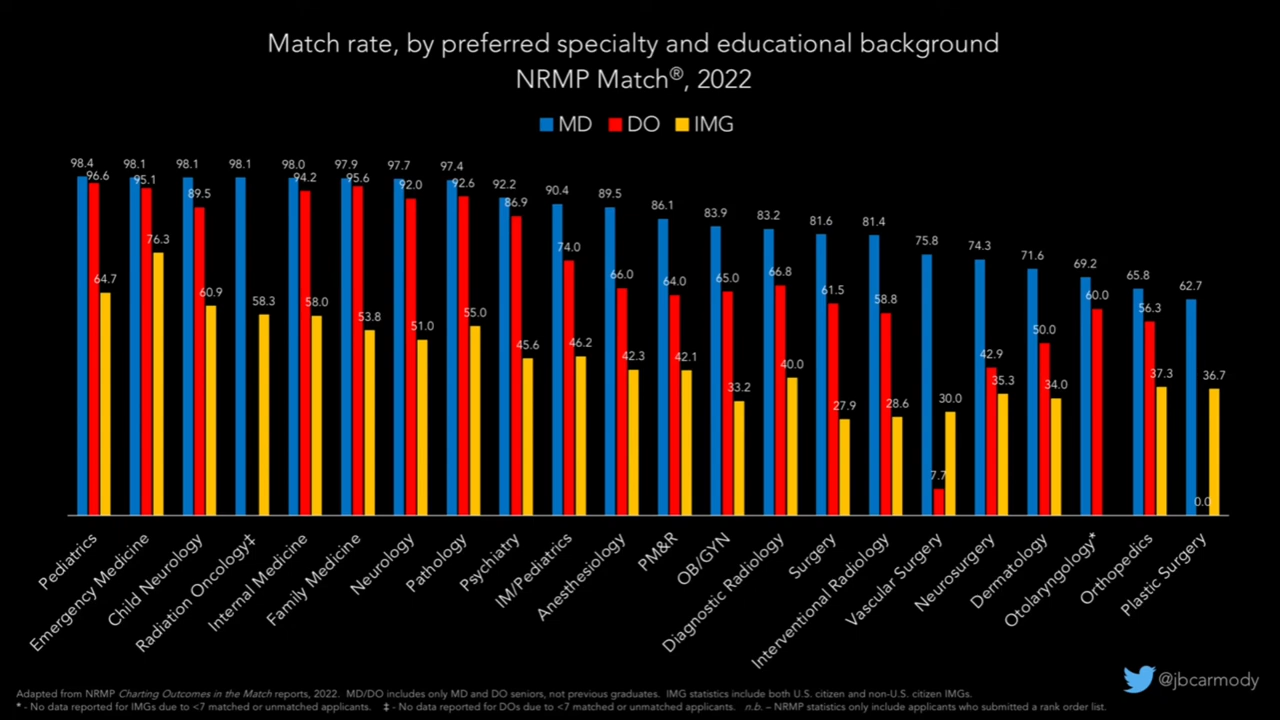 Match rate, by preferred specialty and educational background
NRMP Match®, 2022
MD DO IMG
98.4 96.6 64.7
98.1 95.1 76.3
98.1 89.5 60.9
98.1 58.3
98.0 94.2 58.0
97.9 95.6 53.8
97.7 92.0 51.0
97.4 92.6 55.0
92.2 86.9 45.6
90.4 74.0 46.2
89.5 66.0 42.3
86.1 64.0 42.1
83.9 65.0 33.2
83.2 66.8 40.0
81.6 61.5 27.9
81.4 58.8 28.6
75.8 7.7 30.0
74.3 42.9 35.3
71.6 50.0 34.0
69.2 60.0
65.8 56.3 37.3
62.7 0.0 36.7
Pediatrics
Emergency Medicine
Child Neurology
Radiation Oncology‡
Internal Medicine
Family Medicine
Neurology
Pathology
Psychiatry
IM/Pediatrics
Anesthesiology
PM&R
OB/GYN
Diagnostic Radiology
Surgery
Interventional Radiology
Vascular Surgery
Neurosurgery
Dermatology
Otolaryngology*
Orthopedics
Plastic Surgery
@jbcarmody
Adapted from NRMP Charting Outcomes in the Match reports, 2022. MD/DO includes only MD and DO seniors, not previous graduates. IMG statistics include both U.S. citizen and non-U.S. citizen IMGs.
* - No data reported for IMGs due to <7 matched or unmatched applicants. ‡ - No data reported for DOs due to <7 matched or unmatched applicants. n.b. – NRMP statistics only include applicants who submitted a rank order list.